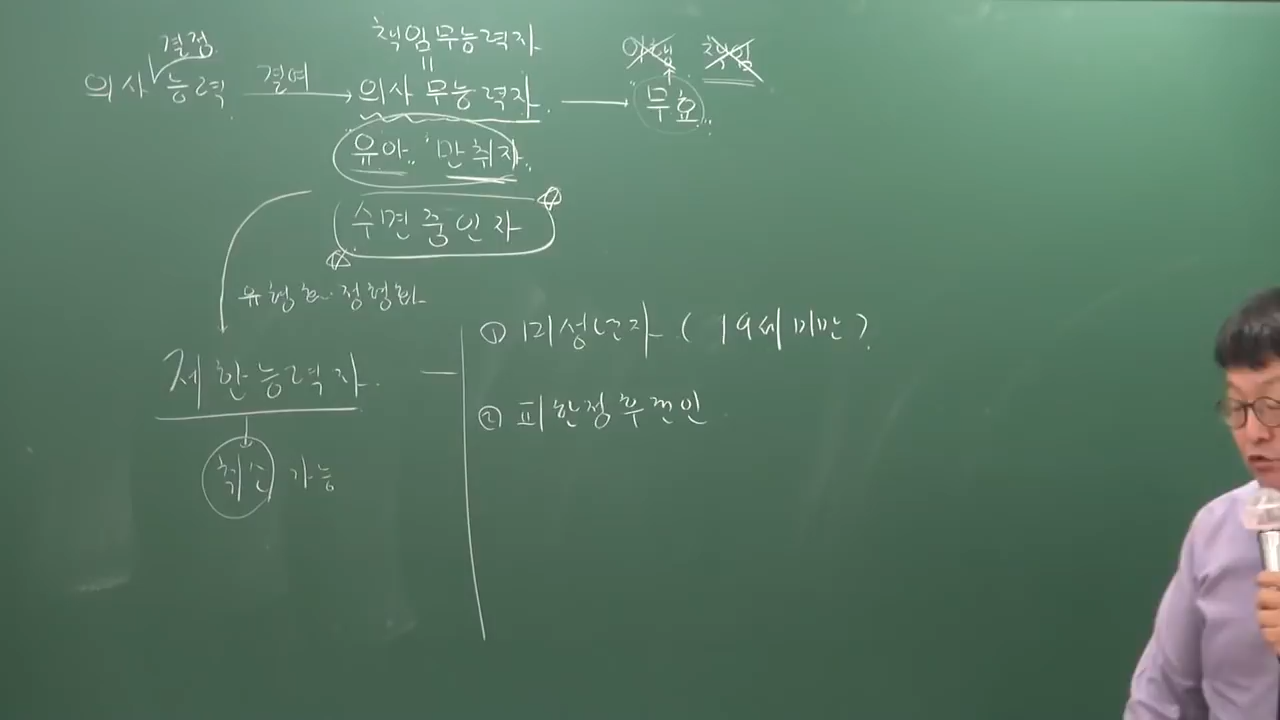 결정
책임무능력자
의사능력 결여 의사 무능력자 무효
이행 책임
유아 만취자
수면중인자
유형화·정형화
① 미성년자 ( 19세미만 )
제한능력자
② 피한정후견인
취소 가능